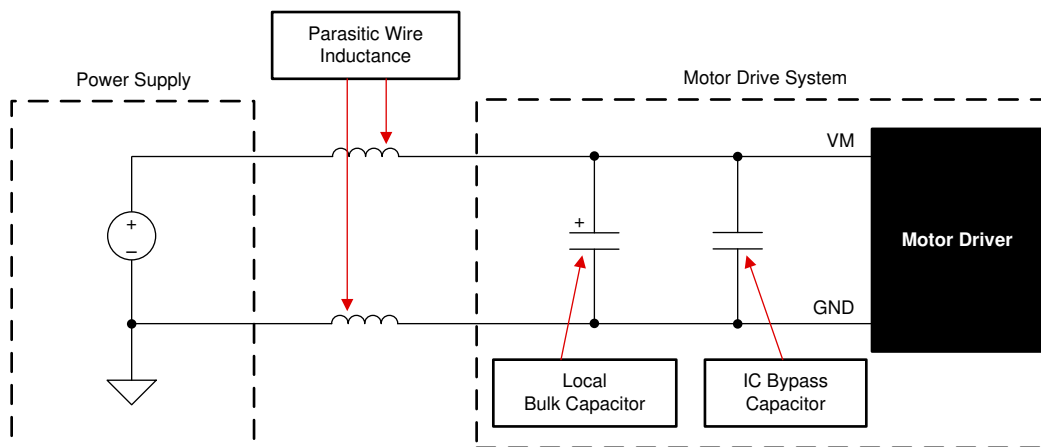 Parasitic Wire
Inductance
Power Supply
Motor Drive System
VM
+
–
+
Motor Driver
GND
Local
Bulk Capacitor
IC Bypass
Capacitor